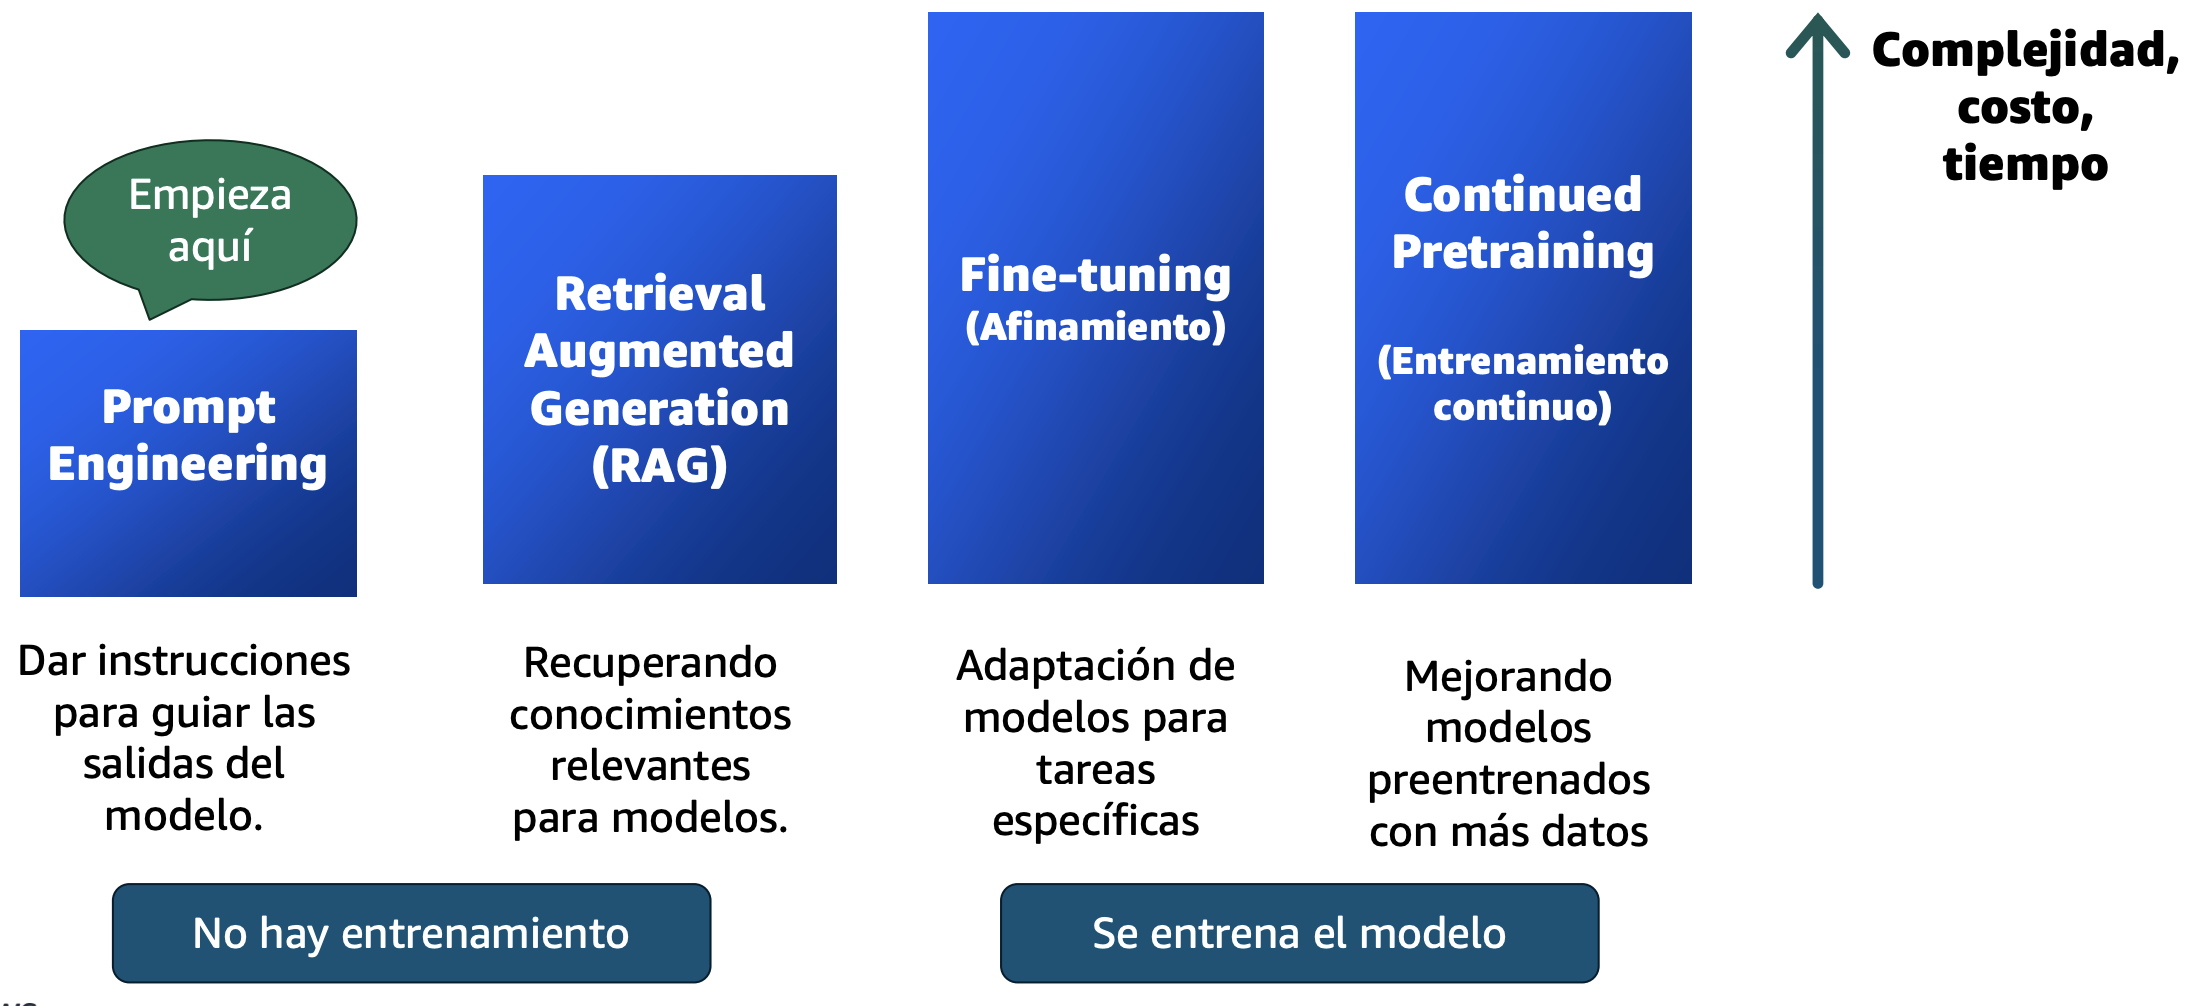 Complejidad,
costo,
tiempo
Empieza
aquí
Prompt
Engineering
Retrieval
Augmented
Generation
(RAG)
Fine-tuning
(Afinamiento)
Continued
Pretraining
(Entrenamiento
continuo)
Dar instrucciones
para guiar las
salidas del
modelo.
Recuperando
conocimientos
relevantes
para modelos.
Adaptación de
modelos para
tareas
específicas
Mejorando
modelos
preentrenados
con más datos
No hay entrenamiento
Se entrena el modelo